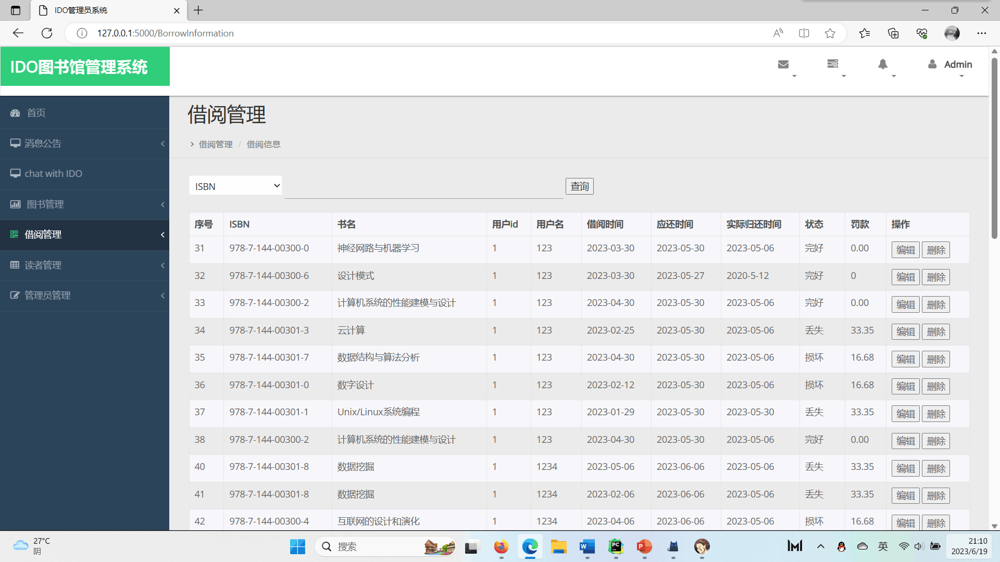 IDO管理员系统
127.0.0.1:5000/BorrowInformation
IDO图书馆管理系统
Admin
首页
消息公告
chat with IDO
图书管理
借阅管理
读者管理
管理员管理
借阅管理
> 借阅管理 / 借阅信息
ISBN 查询
序号 ISBN 书名 用户id 用户名 借阅时间 应还时间 实际归还时间 状态 罚款 操作
31 978-7-144-00300-0 神经网路与机器学习 1 123 2023-03-30 2023-05-30 2023-05-06 完好 0.00 编辑 删除
32 978-7-144-00300-6 设计模式 1 123 2023-03-30 2023-05-27 2020-5-12 完好 0 编辑 删除
33 978-7-144-00300-2 计算机系统的性能建模与设计 1 123 2023-04-30 2023-05-30 2023-05-06 完好 0.00 编辑 删除
34 978-7-144-00301-3 云计算 1 123 2023-02-25 2023-05-30 2023-05-06 丢失 33.35 编辑 删除
35 978-7-144-00301-7 数据结构与算法分析 1 123 2023-04-30 2023-05-30 2023-05-06 损坏 16.68 编辑 删除
36 978-7-144-00301-0 数字设计 1 123 2023-02-12 2023-05-30 2023-05-06 损坏 16.68 编辑 删除
37 978-7-144-00301-1 Unix/Linux系统编程 1 123 2023-01-29 2023-05-30 2023-05-30 丢失 33.35 编辑 删除
38 978-7-144-00300-2 计算机系统的性能建模与设计 1 123 2023-04-30 2023-05-30 2023-05-06 完好 0.00 编辑 删除
40 978-7-144-00301-8 数据挖掘 1 1234 2023-05-06 2023-06-06 2023-05-06 丢失 33.35 编辑 删除
41 978-7-144-00301-8 数据挖掘 1 1234 2023-02-06 2023-06-06 2023-05-06 丢失 33.35 编辑 删除
42 978-7-144-00300-4 互联网的设计和演化 1 1234 2023-04-06 2023-06-06 2023-05-06 损坏 16.68 编辑 删除
27°C
阴
搜索
英
21:10
2023/6/19